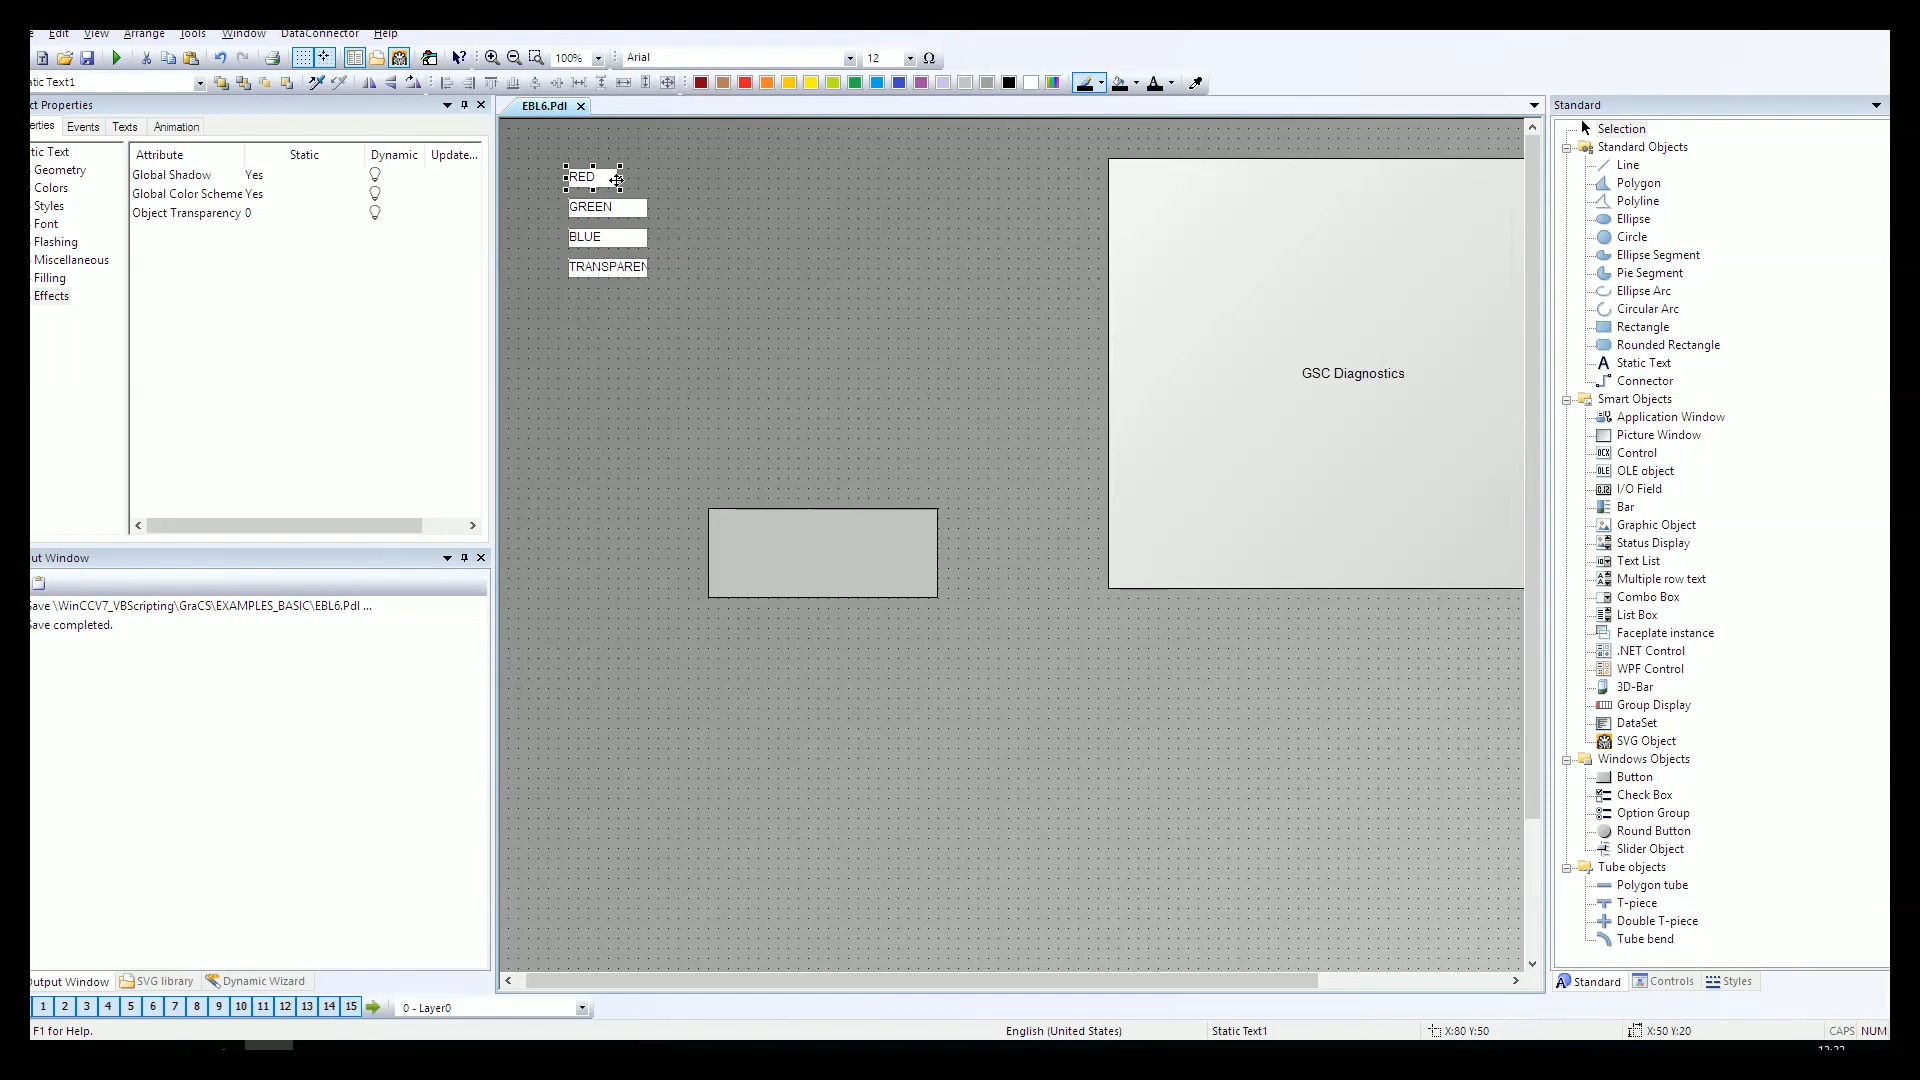 Edit View Arrange Tools Window DataConnector Help
100% Arial 12 Ω
atic Text1
ct Properties
erties Events Texts Animation
tic Text
Geometry
Colors
Styles
Font
Flashing
Miscellaneous
Filling
Effects
Attribute Static Dynamic Update...
Global Shadow Yes
Global Color Scheme Yes
Object Transparency 0
ut Window
Save \WinCCV7_VBScripting\GraCS\EXAMPLES_BASIC\EBL6.Pdl ...
Save completed.
Output Window SVG library Dynamic Wizard
EBL6.Pdl
RED
GREEN
BLUE
TRANSPAREN
GSC Diagnostics
Standard
Selection
Standard Objects
Line
Polygon
Polyline
Ellipse
Circle
Ellipse Segment
Pie Segment
Ellipse Arc
Circular Arc
Rectangle
Rounded Rectangle
Static Text
Connector
Smart Objects
Application Window
Picture Window
Control
OLE object
I/O Field
Bar
Graphic Object
Status Display
Text List
Multiple row text
Combo Box
List Box
Faceplate instance
.NET Control
WPF Control
3D-Bar
Group Display
DataSet
SVG Object
Windows Objects
Button
Check Box
Option Group
Round Button
Slider Object
Tube objects
Polygon tube
T-piece
Double T-piece
Tube bend
Standard Controls Styles
1 2 3 4 5 6 7 8 9 10 11 12 13 14 15 0 - Layer0
F1 for Help. English (United States) Static Text1 X:80 Y:50 X:50 Y:20 CAPS NUM